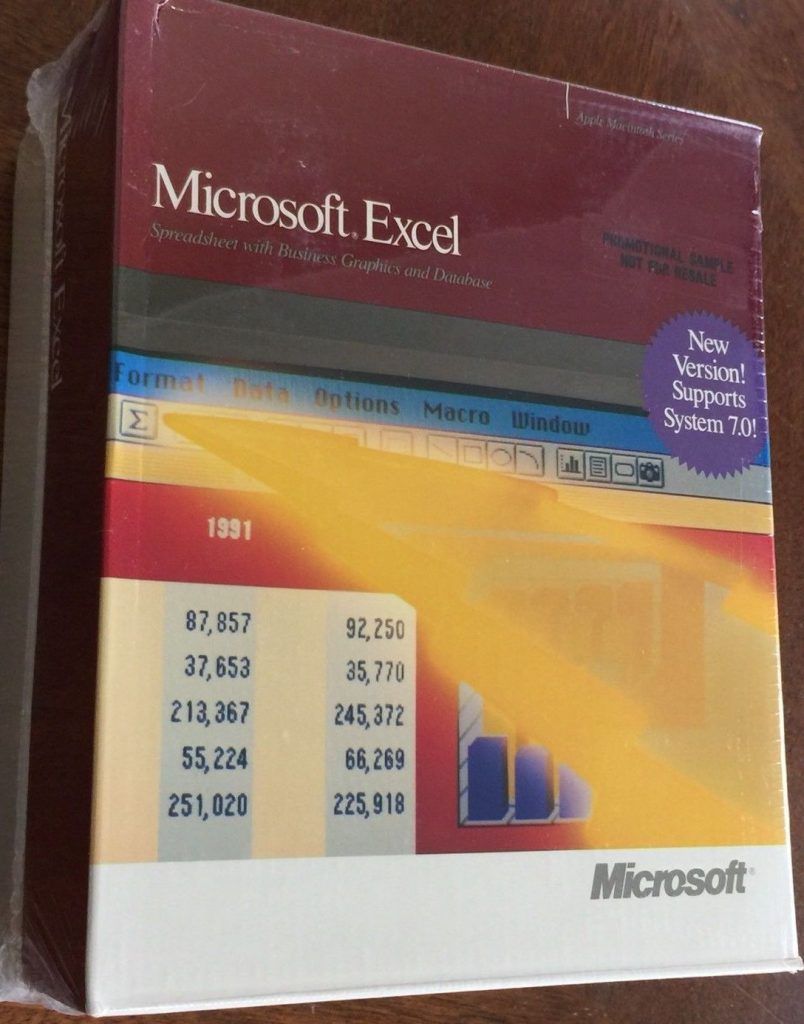 Apple Macintosh Series
Microsoft® Excel
Spreadsheet with Business Graphics and Database
PROMOTIONAL SAMPLE
NOT FOR RESALE
New
Version!
Supports
System 7.0!
Format Data Options Macro Window
Σ
1991
87,857 92,250
37,653 35,770
213,367 245,372
55,224 66,269
251,020 225,918
Microsoft®
Microsoft Excel